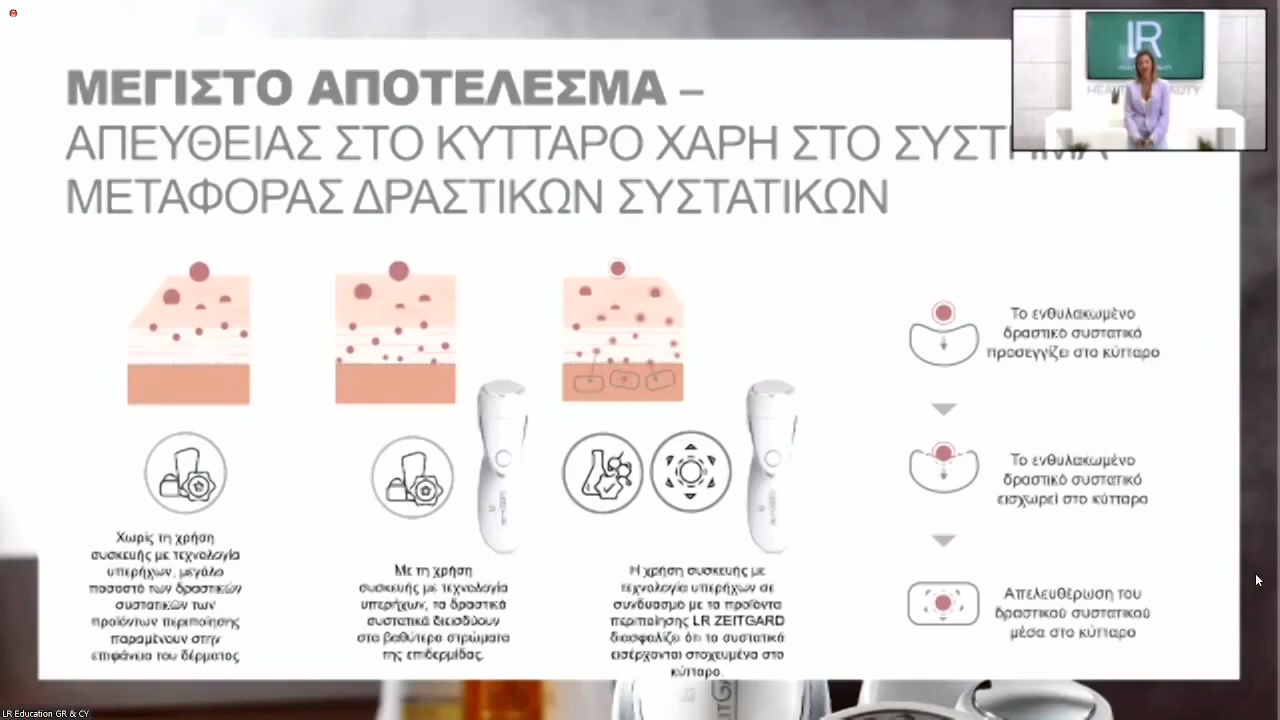 ΜΕΓΙΣΤΟ ΑΠΟΤΕΛΕΣΜΑ –
ΑΠΕΥΘΕΙΑΣ ΣΤΟ ΚΥΤΤΑΡΟ ΧΑΡΗ ΣΤΟ ΣΥΣΤΗΜΑ
ΜΕΤΑΦΟΡΑΣ ΔΡΑΣΤΙΚΩΝ ΣΥΣΤΑΤΙΚΩΝ
LR
Χωρίς τη χρήση
συσκευής με τεχνολογία
υπερήχων, μεγάλο
ποσοστό των δραστικών
συστατικών των
προϊόντων περιποίησης
παραμένουν στην
επιφάνεια του δέρματος
Με τη χρήση
συσκευής με τεχνολογία
υπερήχων, τα δραστικά
συστατικά διεισδύουν
στα βαθύτερα στρώματα
της επιδερμίδας.
Η χρήση συσκευής με
τεχνολογία υπερήχων σε
συνδυασμό με τα προϊόντα
περιποίησης LR ZEITGARD
διασφαλίζει ότι τα συστατικά
εισέρχονται στοχευμένα στο
κύτταρο.
Το ενθυλακωμένο
δραστικό συστατικό
προσεγγίζει στο κύτταρο
Το ενθυλακωμένο
δραστικό συστατικό
εισχωρεί στο κύτταρο
Απελευθέρωση του
δραστικού συστατικού
μέσα στο κύτταρο
LR Education GR & CY